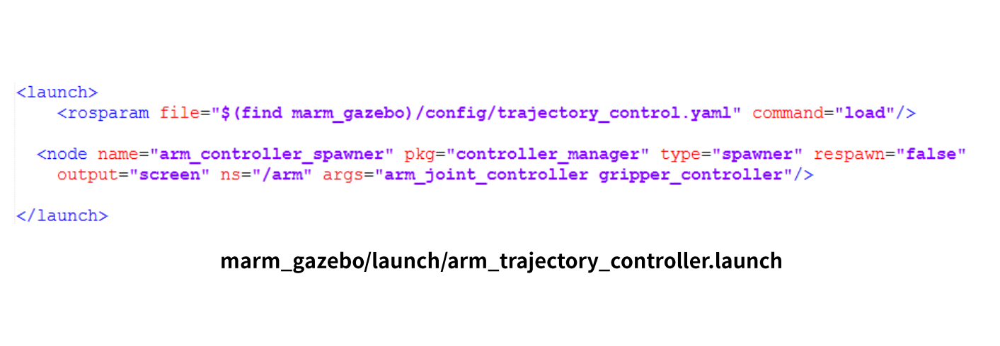 <launch>
<rosparam file="$(find marm_gazebo)/config/trajectory_control.yaml" command="load"/>
<node name="arm_controller_spawner" pkg="controller_manager" type="spawner" respawn="false"
output="screen" ns="/arm" args="arm_joint_controller gripper_controller"/>
</launch>
marm_gazebo/launch/arm_trajectory_controller.launch